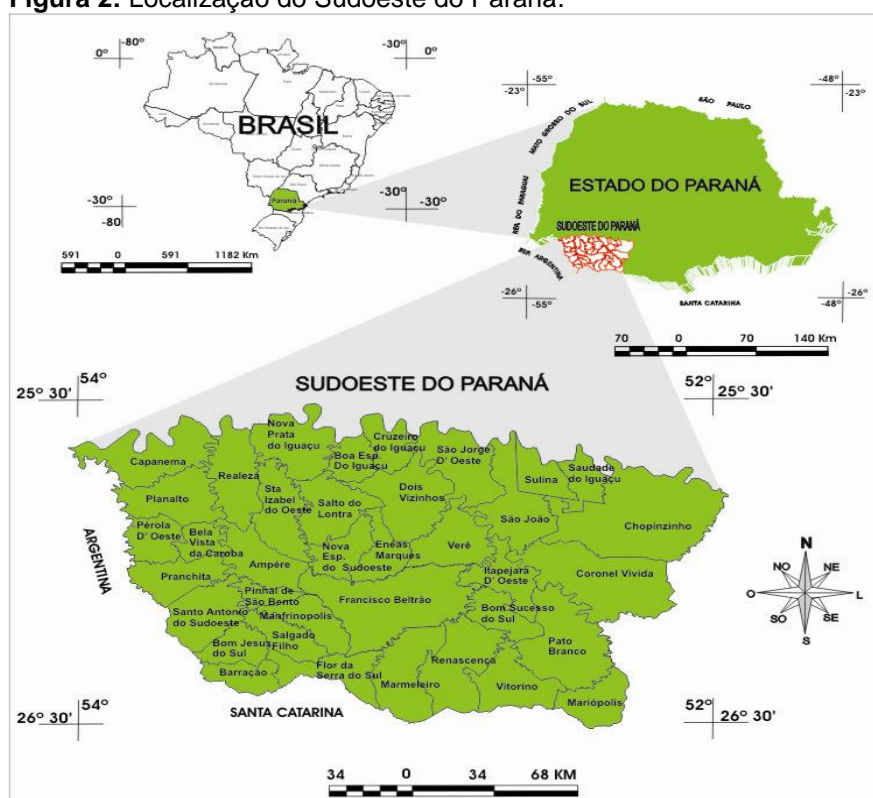 Figura 2. Localização do Sudoeste do Paraná.
-80°
0°
-30°
0°
BRASIL
Paraná
-30°
-80
-30°
-30°
591 0 591 1182 Km
-55°
-23°
-48°
-23°
MATO GROSSO DO SUL
SÃO PAULO
REP. DO PARAGUAI
ESTADO DO PARANÁ
SUDOESTE DO PARANÁ
REP. ARGENTINA
SANTA CATARINA
-26°
-55°
-48°
-26°
70 0 70 140 Km
SUDOESTE DO PARANÁ
25° 30'
54°
52°
25° 30'
Capanema
Realeza
Nova
Prata
do Iguaçu
Boa Esp.
Do Iguaçu
Cruzeiro
do Iguaçu
São Jorge
D' Oeste
Sulina
Saudade
do Iguaçu
Planalto
Sta
Izabel
do Oeste
Salto do
Lontra
Dois
Vizinhos
São João
Chopinzinho
Pérola
D' Oeste
Bela
Vista
da Caroba
Ampére
Nova
Esp.
do Sudoeste
Enéas
Marques
Verê
Itapejara
D' Oeste
Coronel Vivida
Pranchita
Pinhal de
São Bento
Manfrinopolis
Francisco Beltrão
Bom Sucesso
do Sul
Santo Antonio
do Sudoeste
Salgado
Filho
Bom Jesus
do Sul
Barração
Flor da
Serra do Sul
Marmeleiro
Renascença
Vitorino
Pato
Branco
Mariópolis
ARGENTINA
SANTA CATARINA
N
NO
NE
O
L
SO
SE
S
26° 30'
54°
52°
26° 30'
34 0 34 68 KM